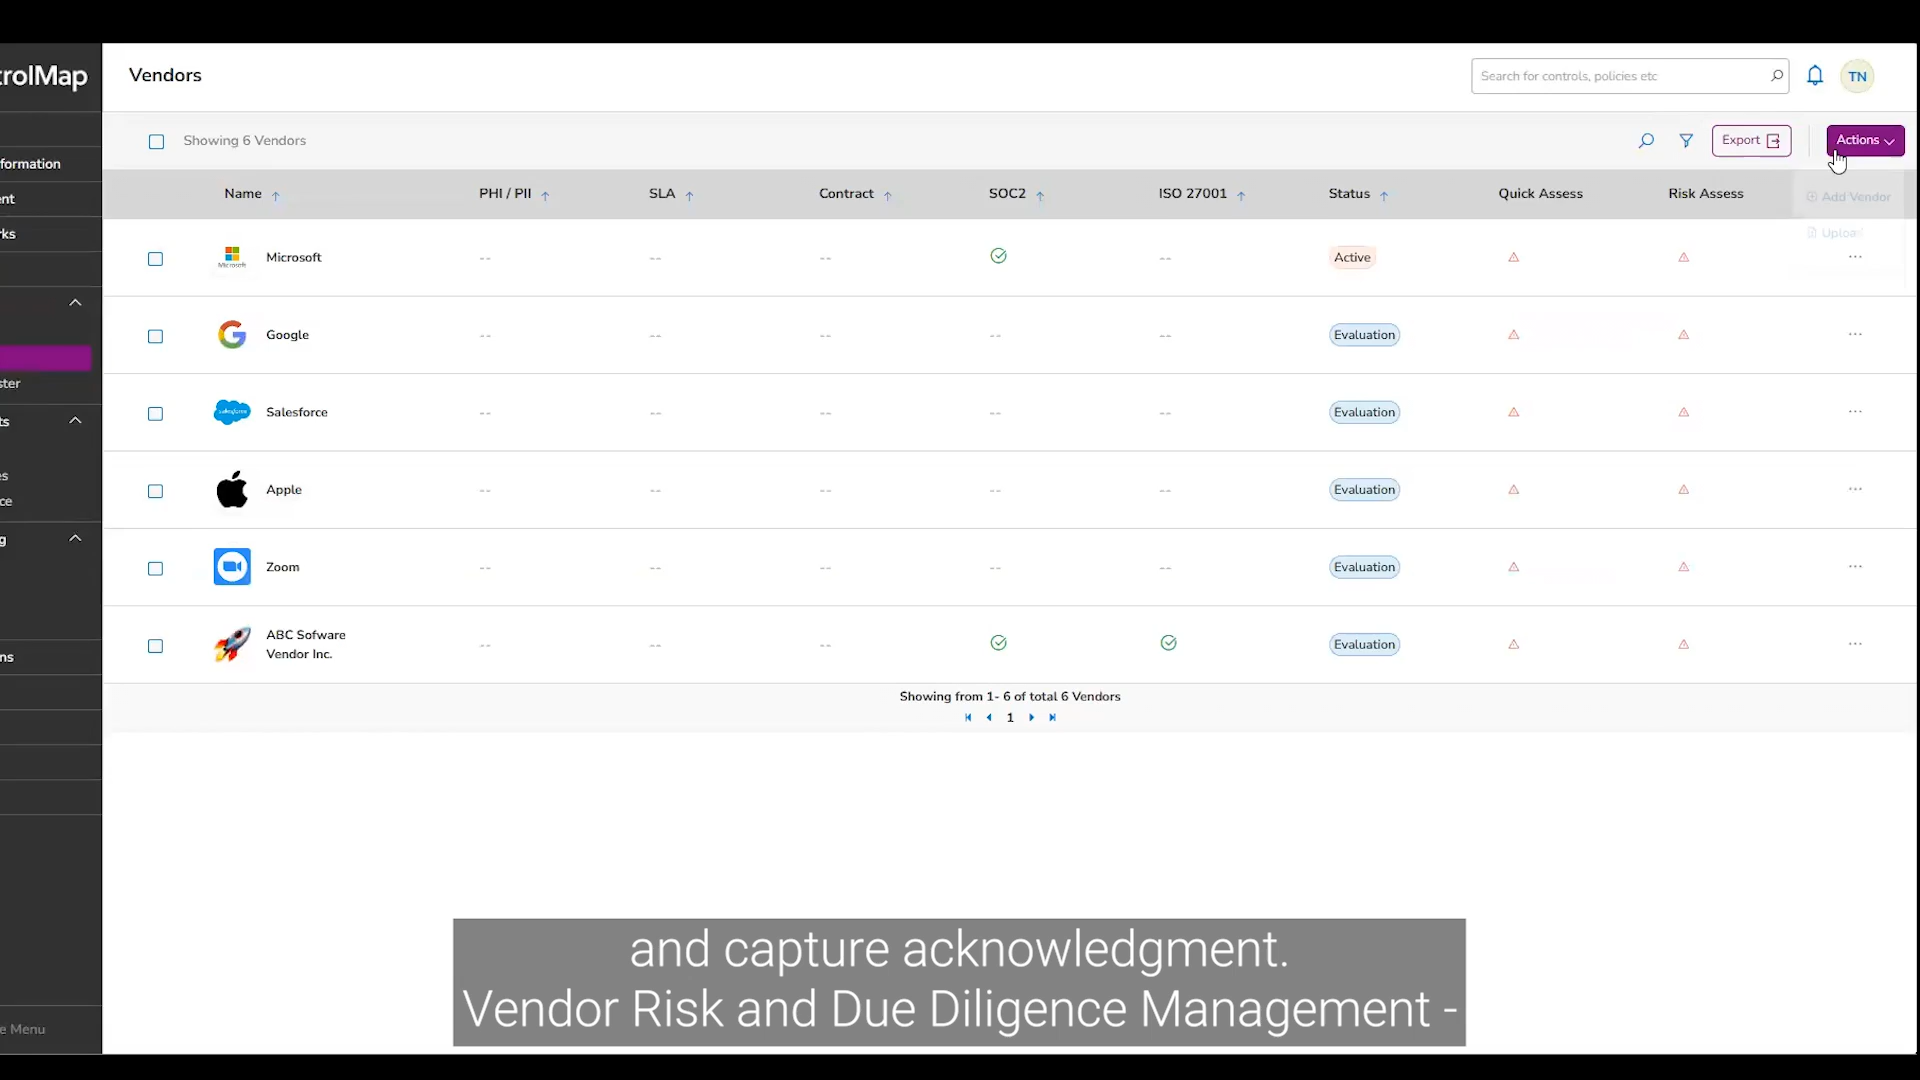 trolMap
Vendors
Search for controls, policies etc
TN
Showing 6 Vendors
Export
Actions
formation
nt
rks
ster
ts
es
ce
g
ns
e Menu
Name
PHI / PII
SLA
Contract
SOC2
ISO 27001
Status
Quick Assess
Risk Assess
Add Vendor
Upload
Microsoft
Microsoft
--
--
--
--
Active
...
Google
--
--
--
--
--
Evaluation
...
salesforce
Salesforce
--
--
--
--
--
Evaluation
...
Apple
--
--
--
--
--
Evaluation
...
Zoom
--
--
--
--
--
Evaluation
...
ABC Sofware
Vendor Inc.
--
--
--
Evaluation
...
Showing from 1- 6 of total 6 Vendors
1
and capture acknowledgment.
Vendor Risk and Due Diligence Management -